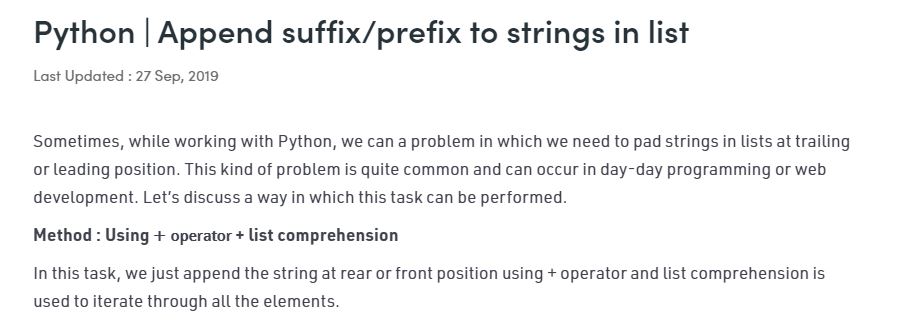 Python | Append suffix/prefix to strings in list
Last Updated : 27 Sep, 2019
Sometimes, while working with Python, we can a problem in which we need to pad strings in lists at trailing
or leading position. This kind of problem is quite common and can occur in day-day programming or web
development. Let’s discuss a way in which this task can be performed.
Method : Using + operator + list comprehension
In this task, we just append the string at rear or front position using + operator and list comprehension is
used to iterate through all the elements.